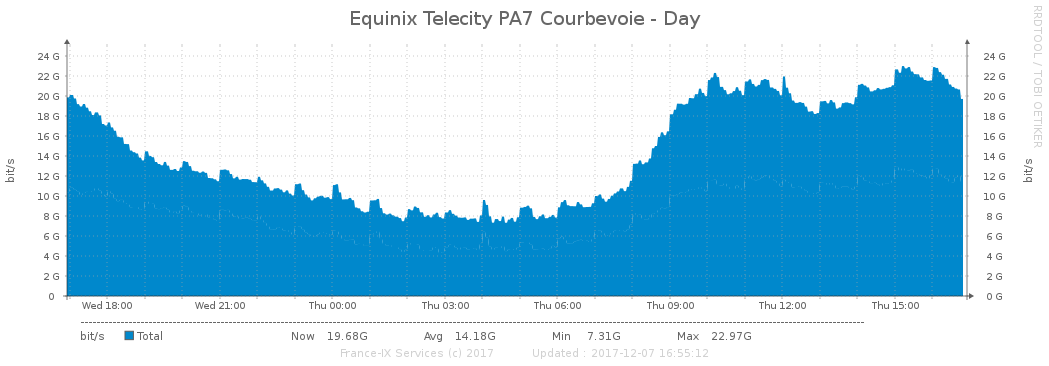 Equinix Telecity PA7 Courbevoie - Day
RRDTOOL / TOBI OETIKER
24 G 24 G
22 G 22 G
20 G 20 G
18 G 18 G
16 G 16 G
14 G 14 G
12 G 12 G
10 G 10 G
8 G 8 G
6 G 6 G
4 G 4 G
2 G 2 G
0 0 G
bit/s
bit/s
Wed 18:00 Wed 21:00 Thu 00:00 Thu 03:00 Thu 06:00 Thu 09:00 Thu 12:00 Thu 15:00
bit/s Total Now 19.68G Avg 14.18G Min 7.31G Max 22.97G
France-IX Services (c) 2017 Updated : 2017-12-07 16:55:12